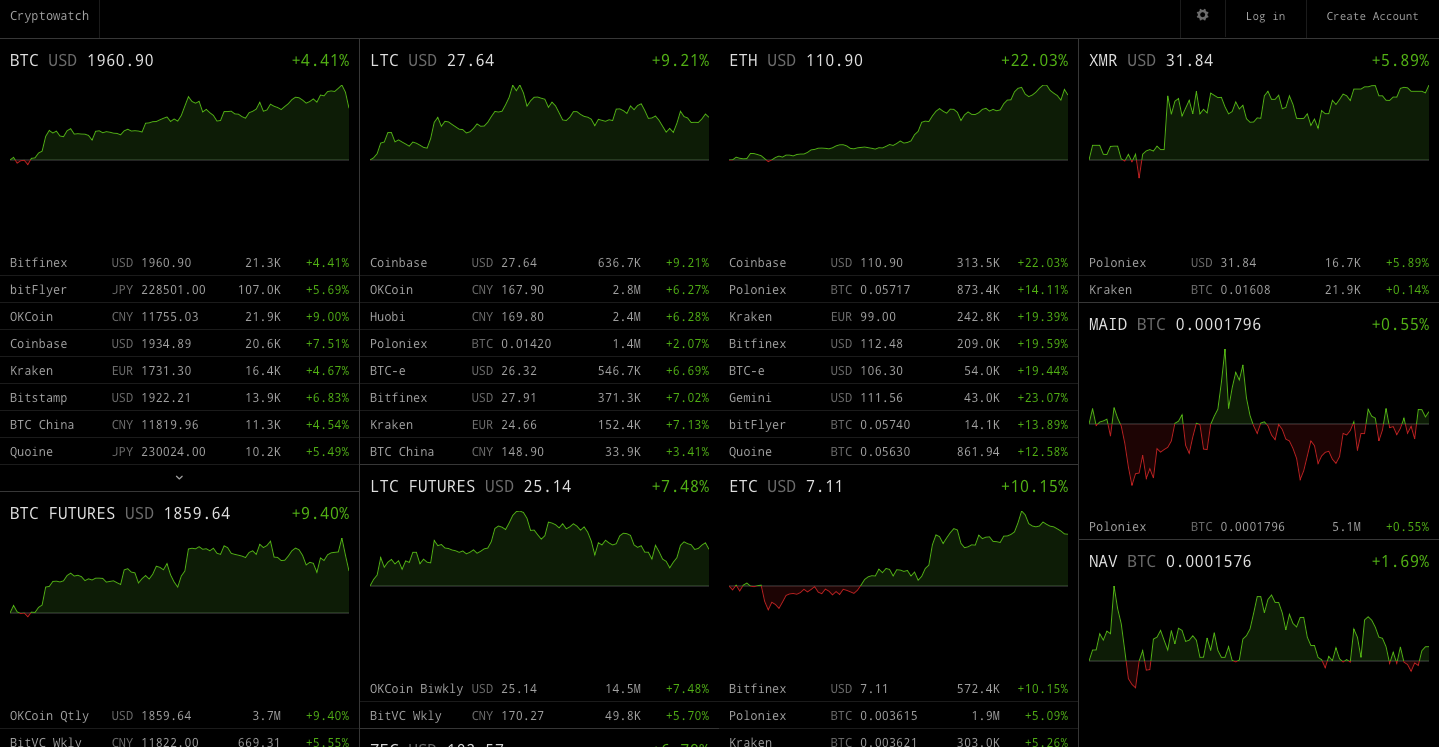 Cryptowatch
Log in
Create Account
BTC USD 1960.90 +4.41%
Bitfinex USD 1960.90 21.3K +4.41%
bitFlyer JPY 228501.00 107.0K +5.69%
OKCoin CNY 11755.03 21.9K +9.00%
Coinbase USD 1934.89 20.6K +7.51%
Kraken EUR 1731.30 16.4K +4.67%
Bitstamp USD 1922.21 13.9K +6.83%
BTC China CNY 11819.96 11.3K +4.54%
Quoine JPY 230024.00 10.2K +5.49%
BTC FUTURES USD 1859.64 +9.40%
OKCoin Qtly USD 1859.64 3.7M +9.40%
BitVC Wkly CNY 11822.00 669.31 +5.55%
LTC USD 27.64 +9.21%
Coinbase USD 27.64 636.7K +9.21%
OKCoin CNY 167.90 2.8M +6.27%
Huobi CNY 169.80 2.4M +6.28%
Poloniex BTC 0.01420 1.4M +2.07%
BTC-e USD 26.32 546.7K +6.69%
Bitfinex USD 27.91 371.3K +7.02%
Kraken EUR 24.66 152.4K +7.13%
BTC China CNY 148.90 33.9K +3.41%
LTC FUTURES USD 25.14 +7.48%
OKCoin Biwkly USD 25.14 14.5M +7.48%
BitVC Wkly CNY 170.27 49.8K +5.70%
ETH USD 110.90 +22.03%
Coinbase USD 110.90 313.5K +22.03%
Poloniex BTC 0.05717 873.4K +14.11%
Kraken EUR 99.00 242.8K +19.39%
Bitfinex USD 112.48 209.0K +19.59%
BTC-e USD 106.30 54.0K +19.44%
Gemini USD 111.56 43.0K +23.07%
bitFlyer BTC 0.05740 14.1K +13.89%
Quoine BTC 0.05630 861.94 +12.58%
ETC USD 7.11 +10.15%
Bitfinex USD 7.11 572.4K +10.15%
Poloniex BTC 0.003615 1.9M +5.09%
Kraken BTC 0.003621 303.0K +5.26%
XMR USD 31.84 +5.89%
Poloniex USD 31.84 16.7K +5.89%
Kraken BTC 0.01608 21.9K +0.14%
MAID BTC 0.0001796 +0.55%
Poloniex BTC 0.0001796 5.1M +0.55%
NAV BTC 0.0001576 +1.69%